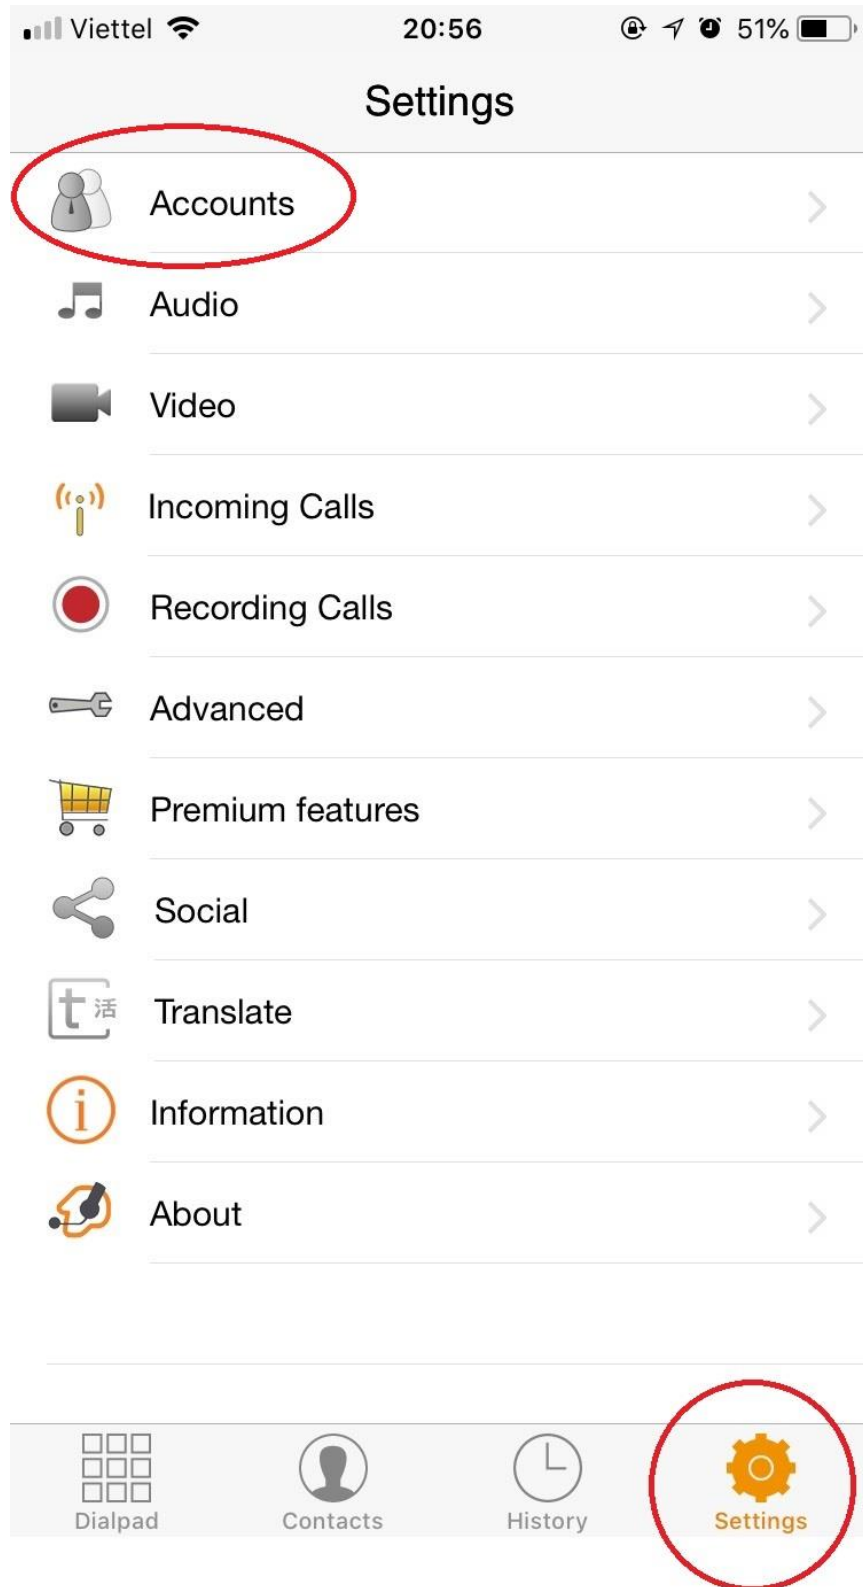 Viettel 20:56 51%
Settings
Accounts
Audio
Video
Incoming Calls
Recording Calls
Advanced
Premium features
Social
t 活 Translate
i Information
About
Dialpad Contacts History Settings